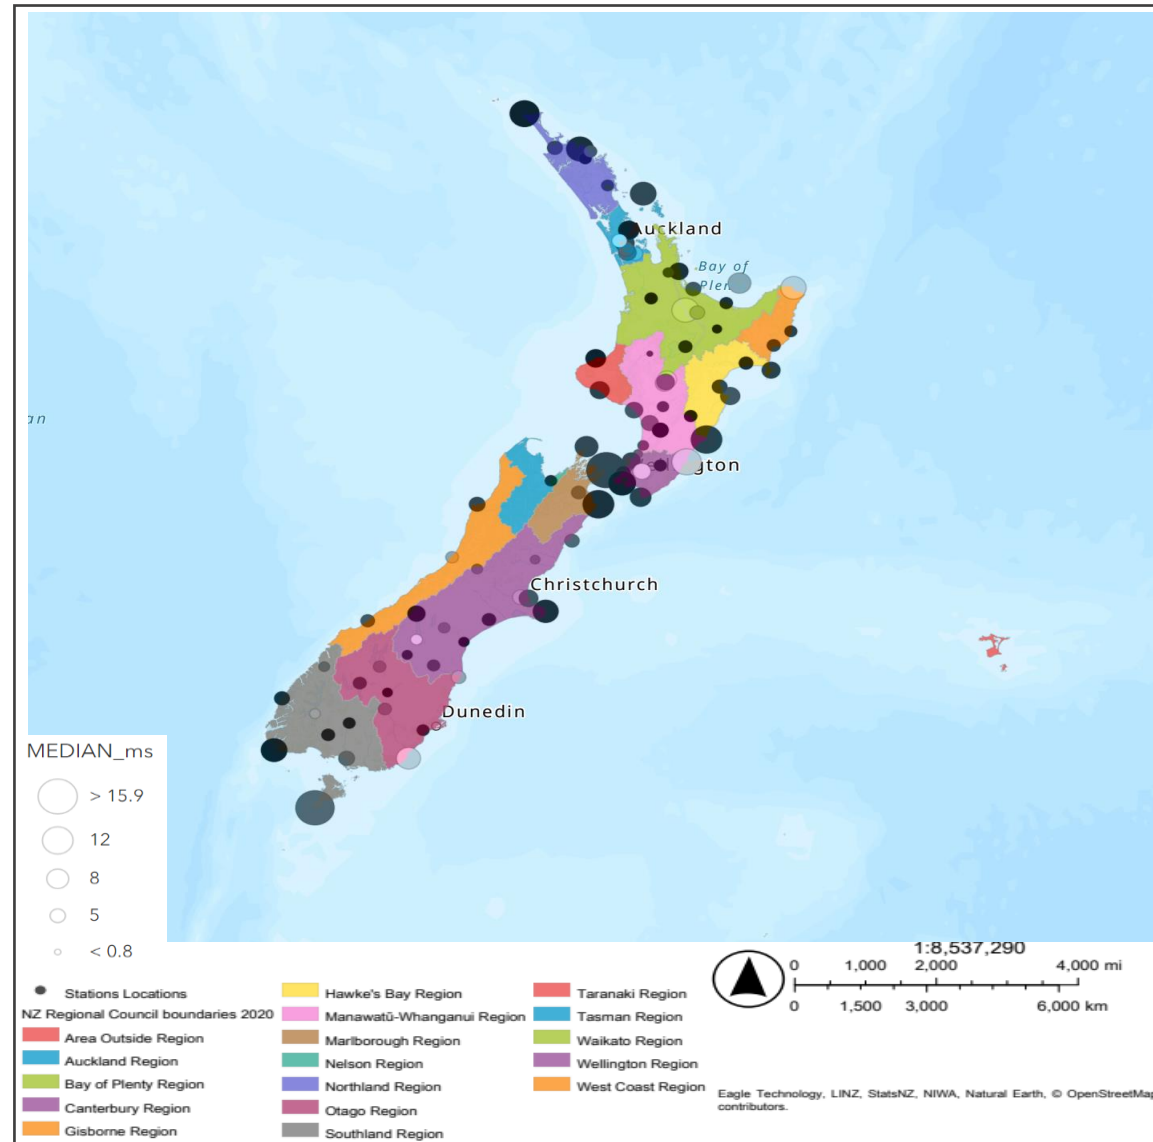 Auckland
Bay of
Plen
an
ington
Christchurch
Dunedin
MEDIAN_ms
> 15.9
12
8
5
< 0.8
Stations Locations
NZ Regional Council boundaries 2020
Area Outside Region
Auckland Region
Bay of Plenty Region
Canterbury Region
Gisborne Region
Hawke's Bay Region
Manawatū-Whanganui Region
Marlborough Region
Nelson Region
Northland Region
Otago Region
Southland Region
Taranaki Region
Tasman Region
Waikato Region
Wellington Region
West Coast Region
1:8,537,290
0 1,000 2,000 4,000 mi
0 1,500 3,000 6,000 km
Eagle Technology, LINZ, StatsNZ, NIWA, Natural Earth, © OpenStreetMap
contributors.